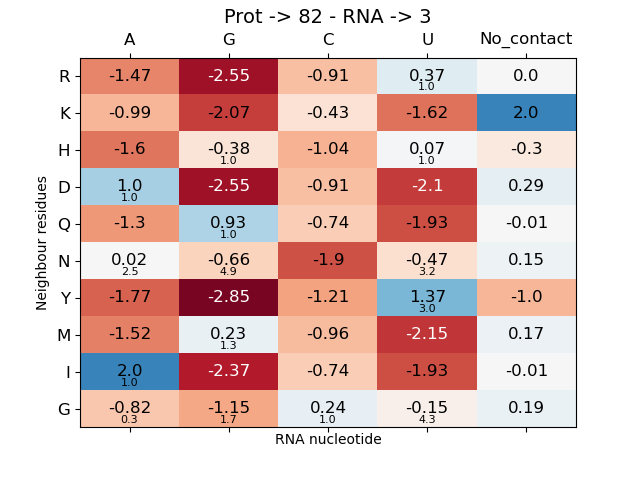 Prot -> 82 - RNA -> 3
A G C U No_contact
R -1.47 -2.55 -0.91 0.37 0.0
1.0
K -0.99 -2.07 -0.43 -1.62 2.0
H -1.6 -0.38 -1.04 0.07 -0.3
1.0 1.0
D 1.0 -2.55 -0.91 -2.1 0.29
1.0
Q -1.3 0.93 -0.74 -1.93 -0.01
1.0
N 0.02 -0.66 -1.9 -0.47 0.15
2.5 4.9 3.2
Y -1.77 -2.85 -1.21 1.37 -1.0
3.0
M -1.52 0.23 -0.96 -2.15 0.17
1.3
I 2.0 -2.37 -0.74 -1.93 -0.01
1.0
G -0.82 -1.15 0.24 -0.15 0.19
0.3 1.7 1.0 4.3
Neighbour residues
RNA nucleotide